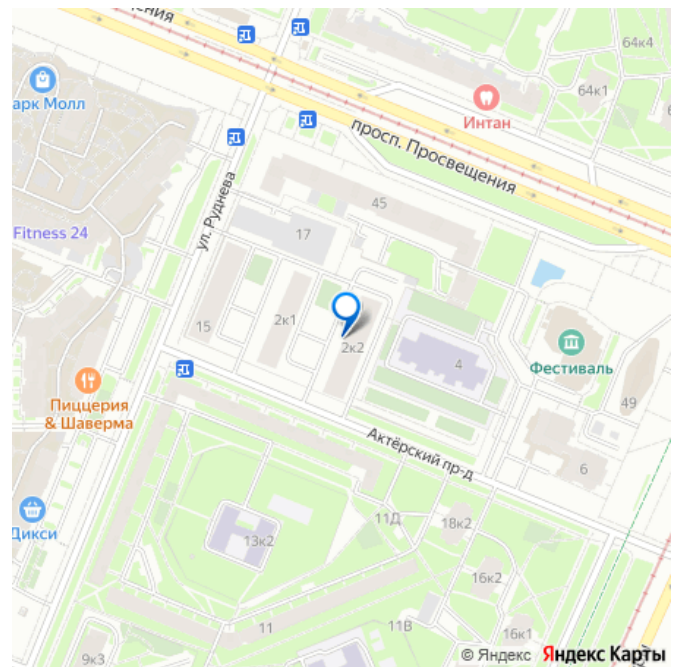 щения
64к4
64к1
Интан
арк Молл
просп. Просвещения
ул. Руднева
45
17
Fitness 24
15
2к1
2к2
4
Фестиваль
49
Пиццерия
& Шаверма
Актёрский пр-д
6
11Д
18к2
Дикси
13к2
16к2
11
11В
16к1
9к3
© Яндекс Яндекс Карты